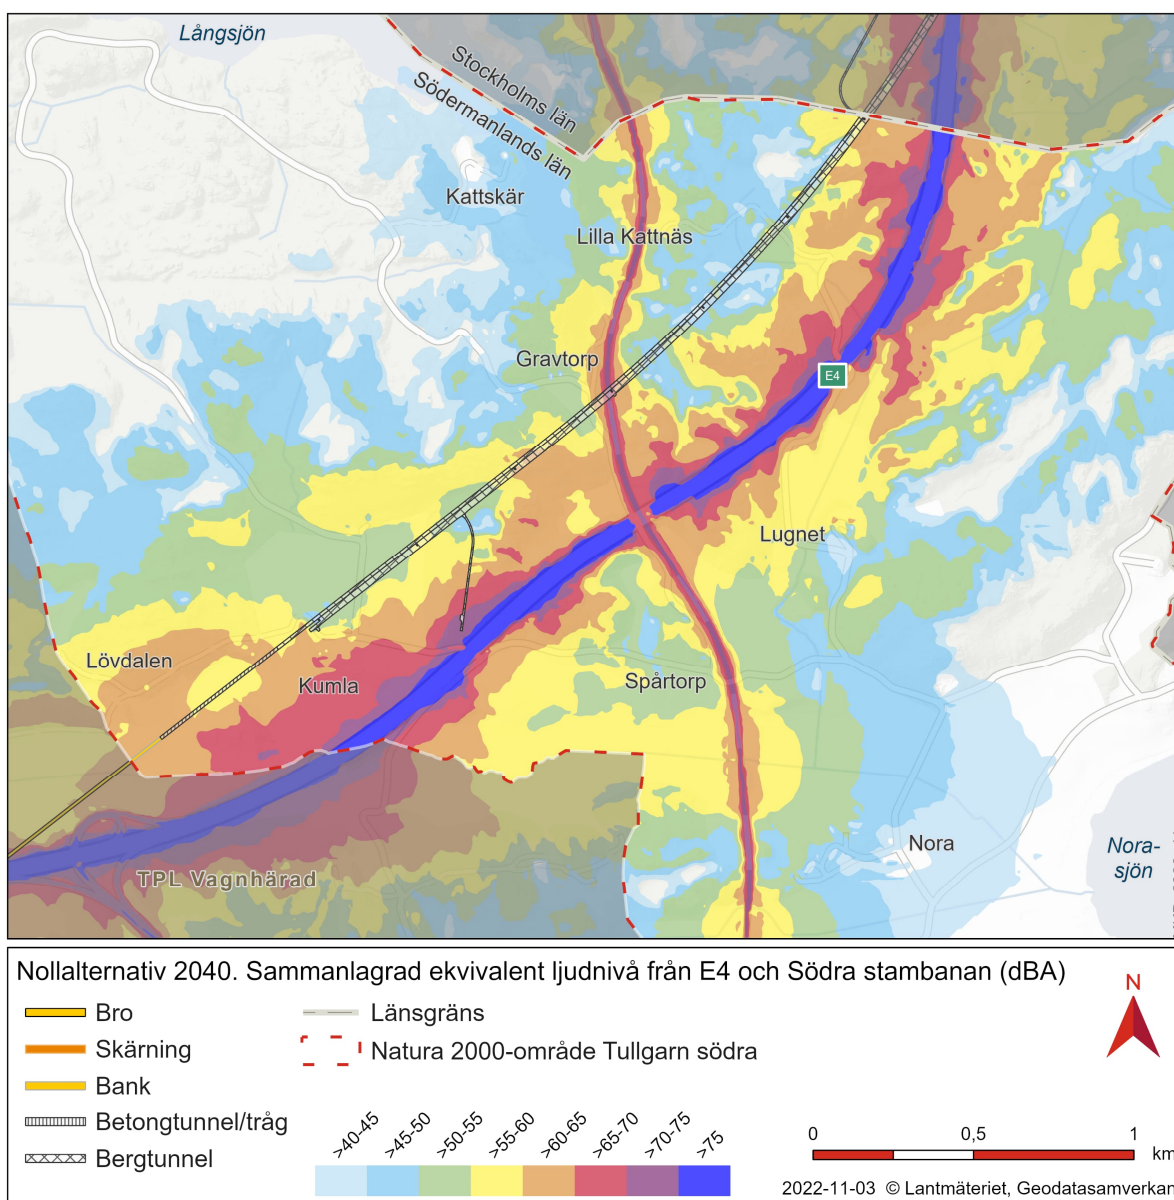 Långsjön
Stockholms län
Södermanlands län
Kattskär
Lilla Kattnäs
Gravtorp
E4
Lugnet
Lövdalen
Kumla
Spårtorp
Nora
Nora-
sjön
TPL Vagnhärad
Nollalternativ 2040. Sammanlagrad ekvivalent ljudnivå från E4 och Södra stambanan (dBA)
Bro
Skärning
Bank
Betongtunnel/tråg
Bergtunnel
Länsgräns
Natura 2000-område Tullgarn södra
>40-45
>45-50
>50-55
>55-60
>60-65
>65-70
>70-75
>75
N
0 0,5 1
km
2022-11-03 © Lantmäteriet, Geodatasamverkan